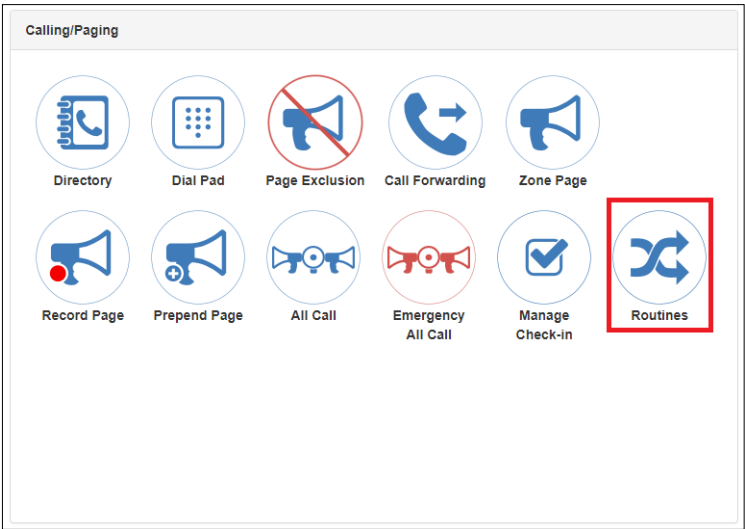 Calling/Paging
Directory
Dial Pad
Page Exclusion
Call Forwarding
Zone Page
Record Page
Prepend Page
All Call
Emergency
All Call
Manage
Check-in
Routines